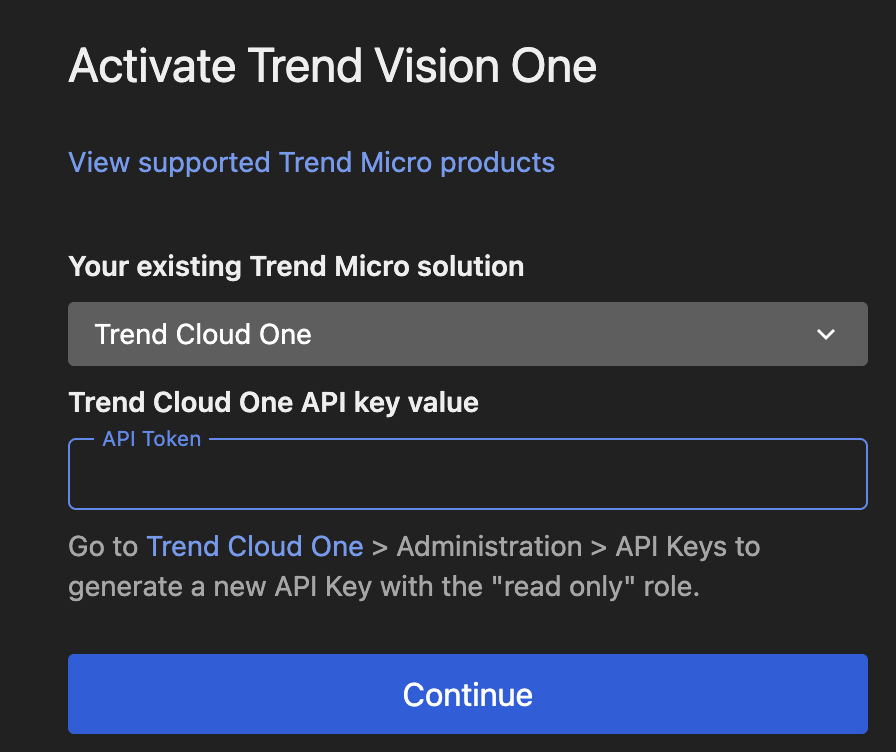 Activate Trend Vision One
View supported Trend Micro products
Your existing Trend Micro solution
Trend Cloud One
Trend Cloud One API key value
API Token
Go to Trend Cloud One > Administration > API Keys to
generate a new API Key with the "read only" role.
Continue